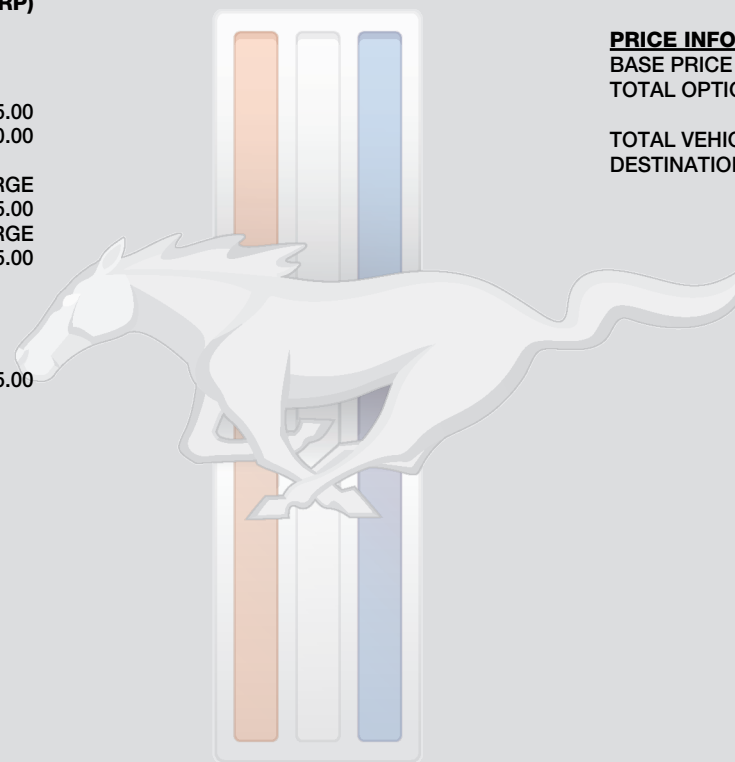 RP)
5.00
0.00
RGE
5.00
RGE
5.00
5.00
PRICE INFO
BASE PRICE
TOTAL OPTIO
TOTAL VEHIC
DESTINATION